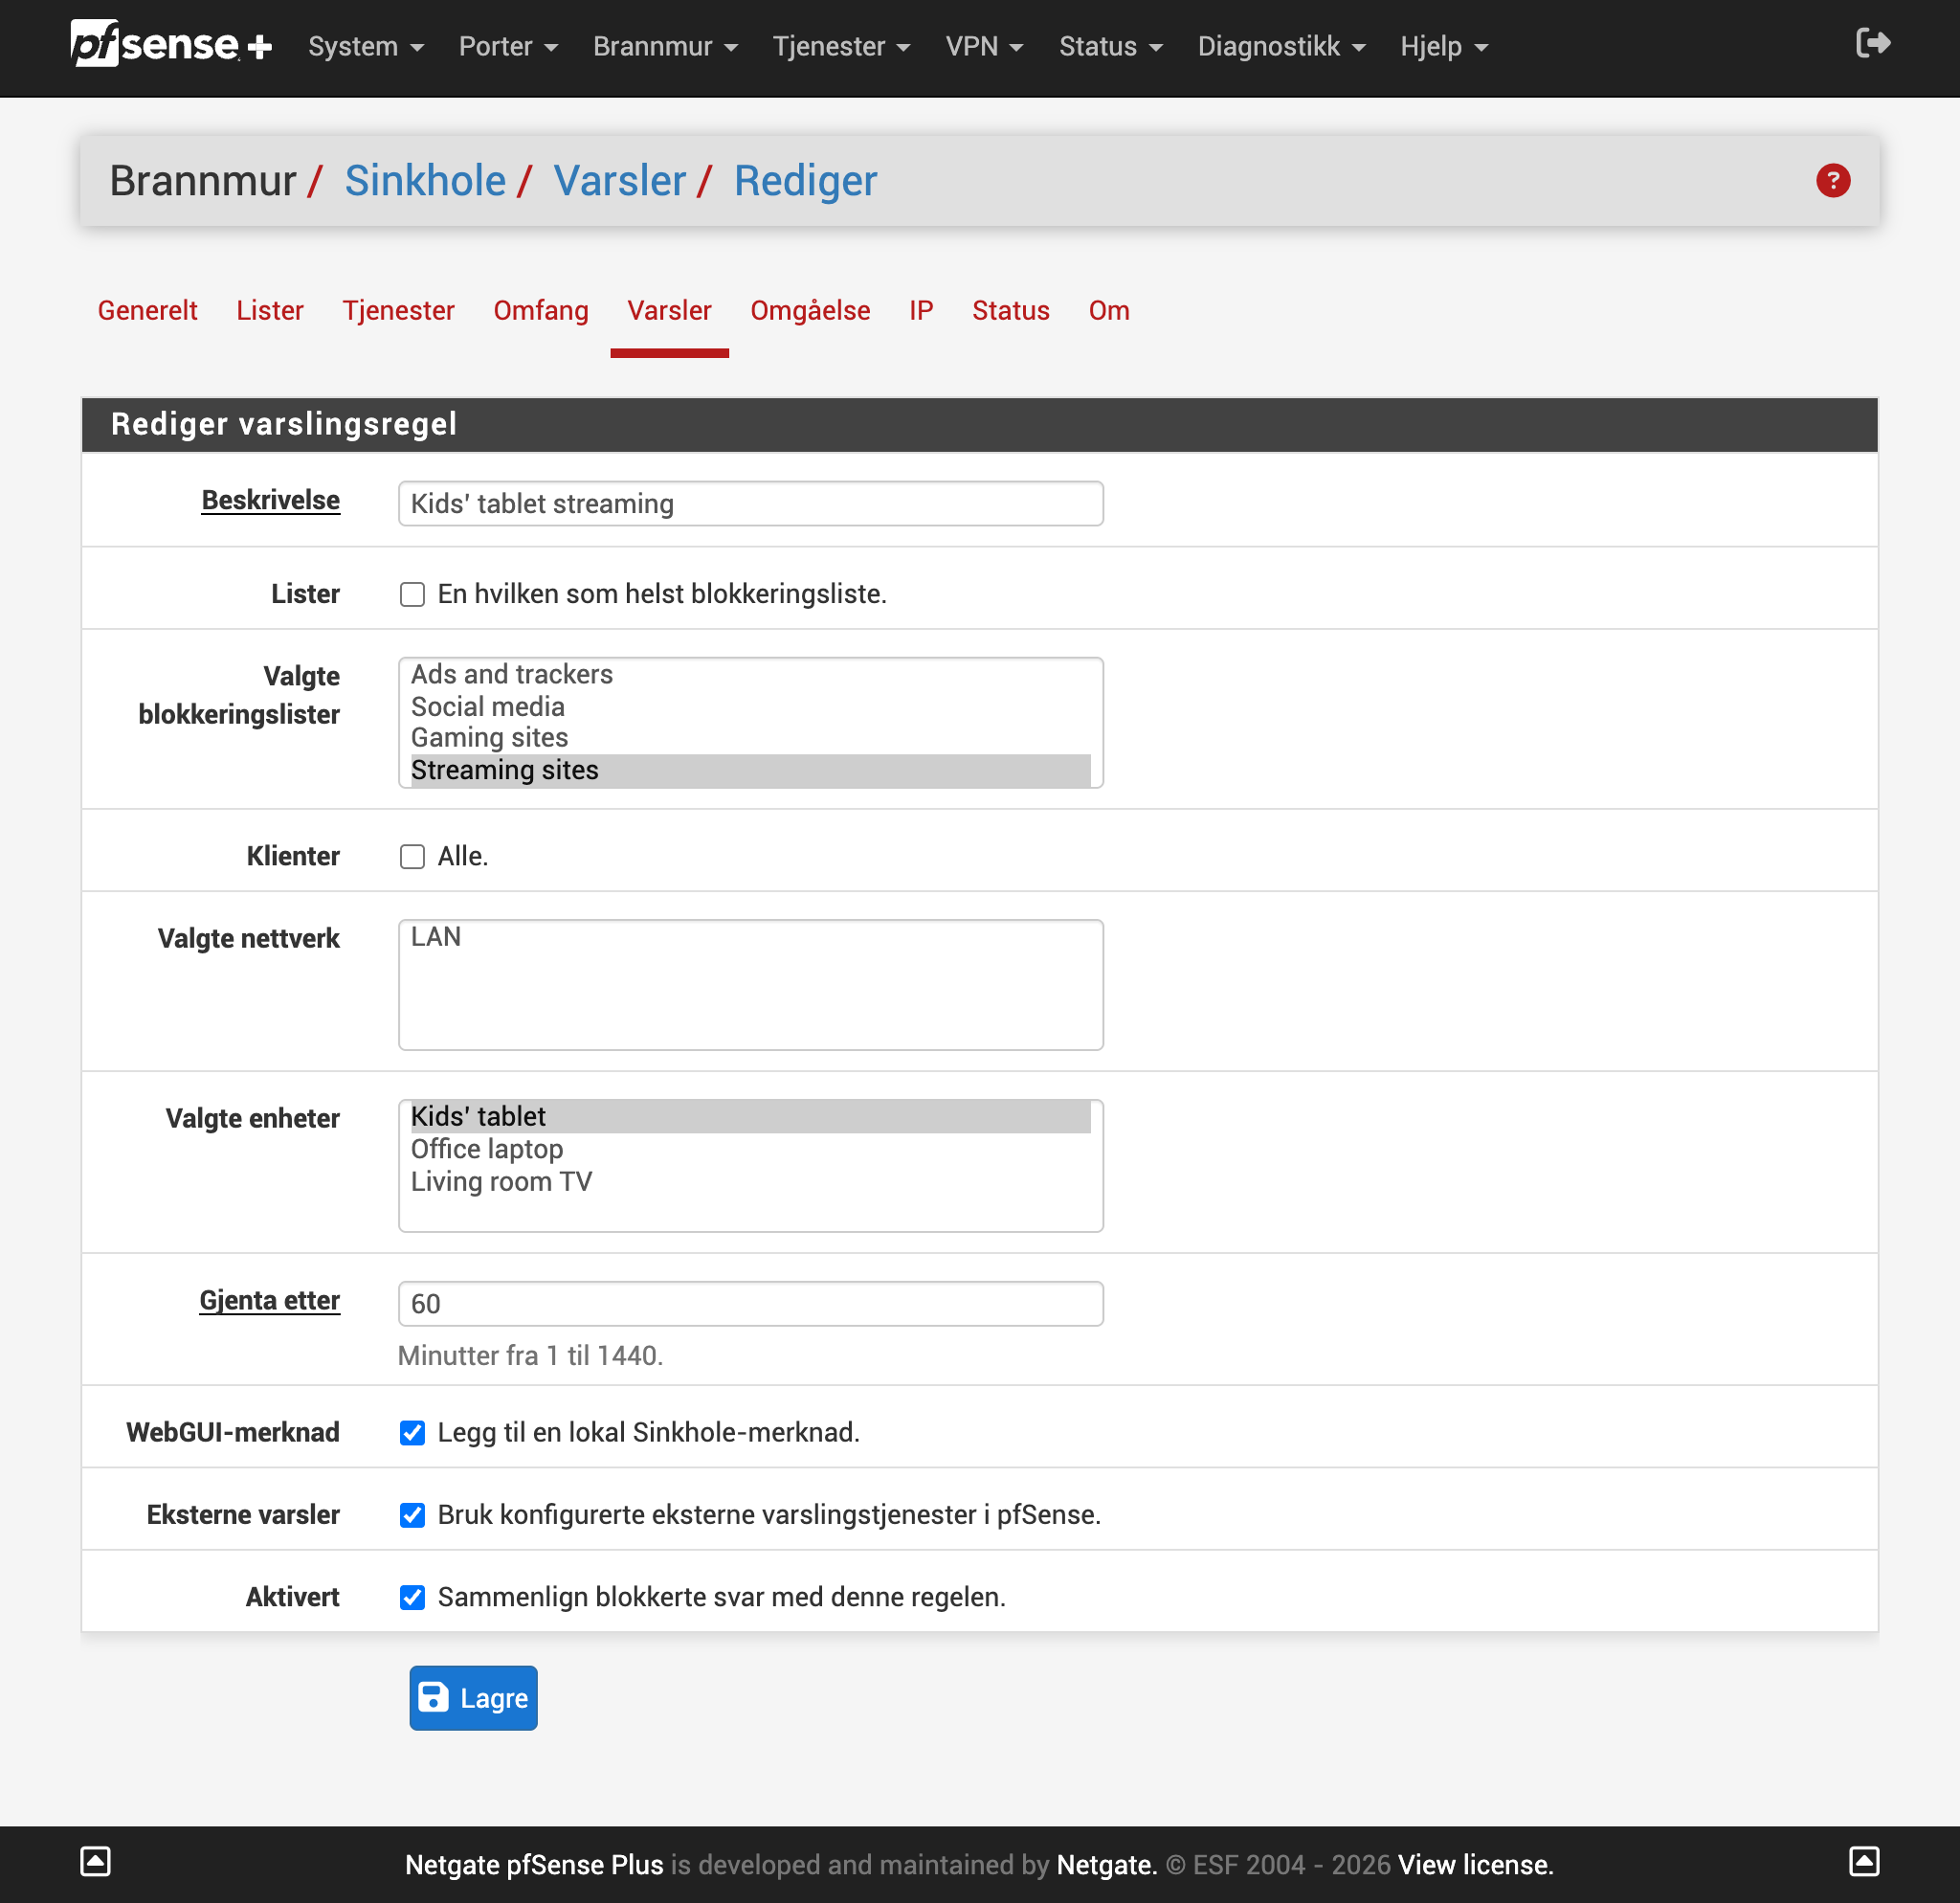 pfsense+ System Porter Brannmur Tjenester VPN Status Diagnostikk Hjelp
Brannmur / Sinkhole / Varsler / Rediger ?
Generelt Lister Tjenester Omfang Varsler Omgåelse IP Status Om
Rediger varslingsregel
Beskrivelse Kids' tablet streaming
Lister En hvilken som helst blokkeringsliste.
Valgte blokkeringslister
Ads and trackers
Social media
Gaming sites
Streaming sites
Klienter Alle.
Valgte nettverk LAN
Valgte enheter Kids' tablet
Office laptop
Living room TV
Gjenta etter 60
Minutter fra 1 til 1440.
WebGUI-merknad Legg til en lokal Sinkhole-merknad.
Eksterne varsler Bruk konfigurerte eksterne varslingstjenester i pfSense.
Aktivert Sammenlign blokkerte svar med denne regelen.
Lagre
Netgate pfSense Plus is developed and maintained by Netgate. © ESF 2004 - 2026 View license.